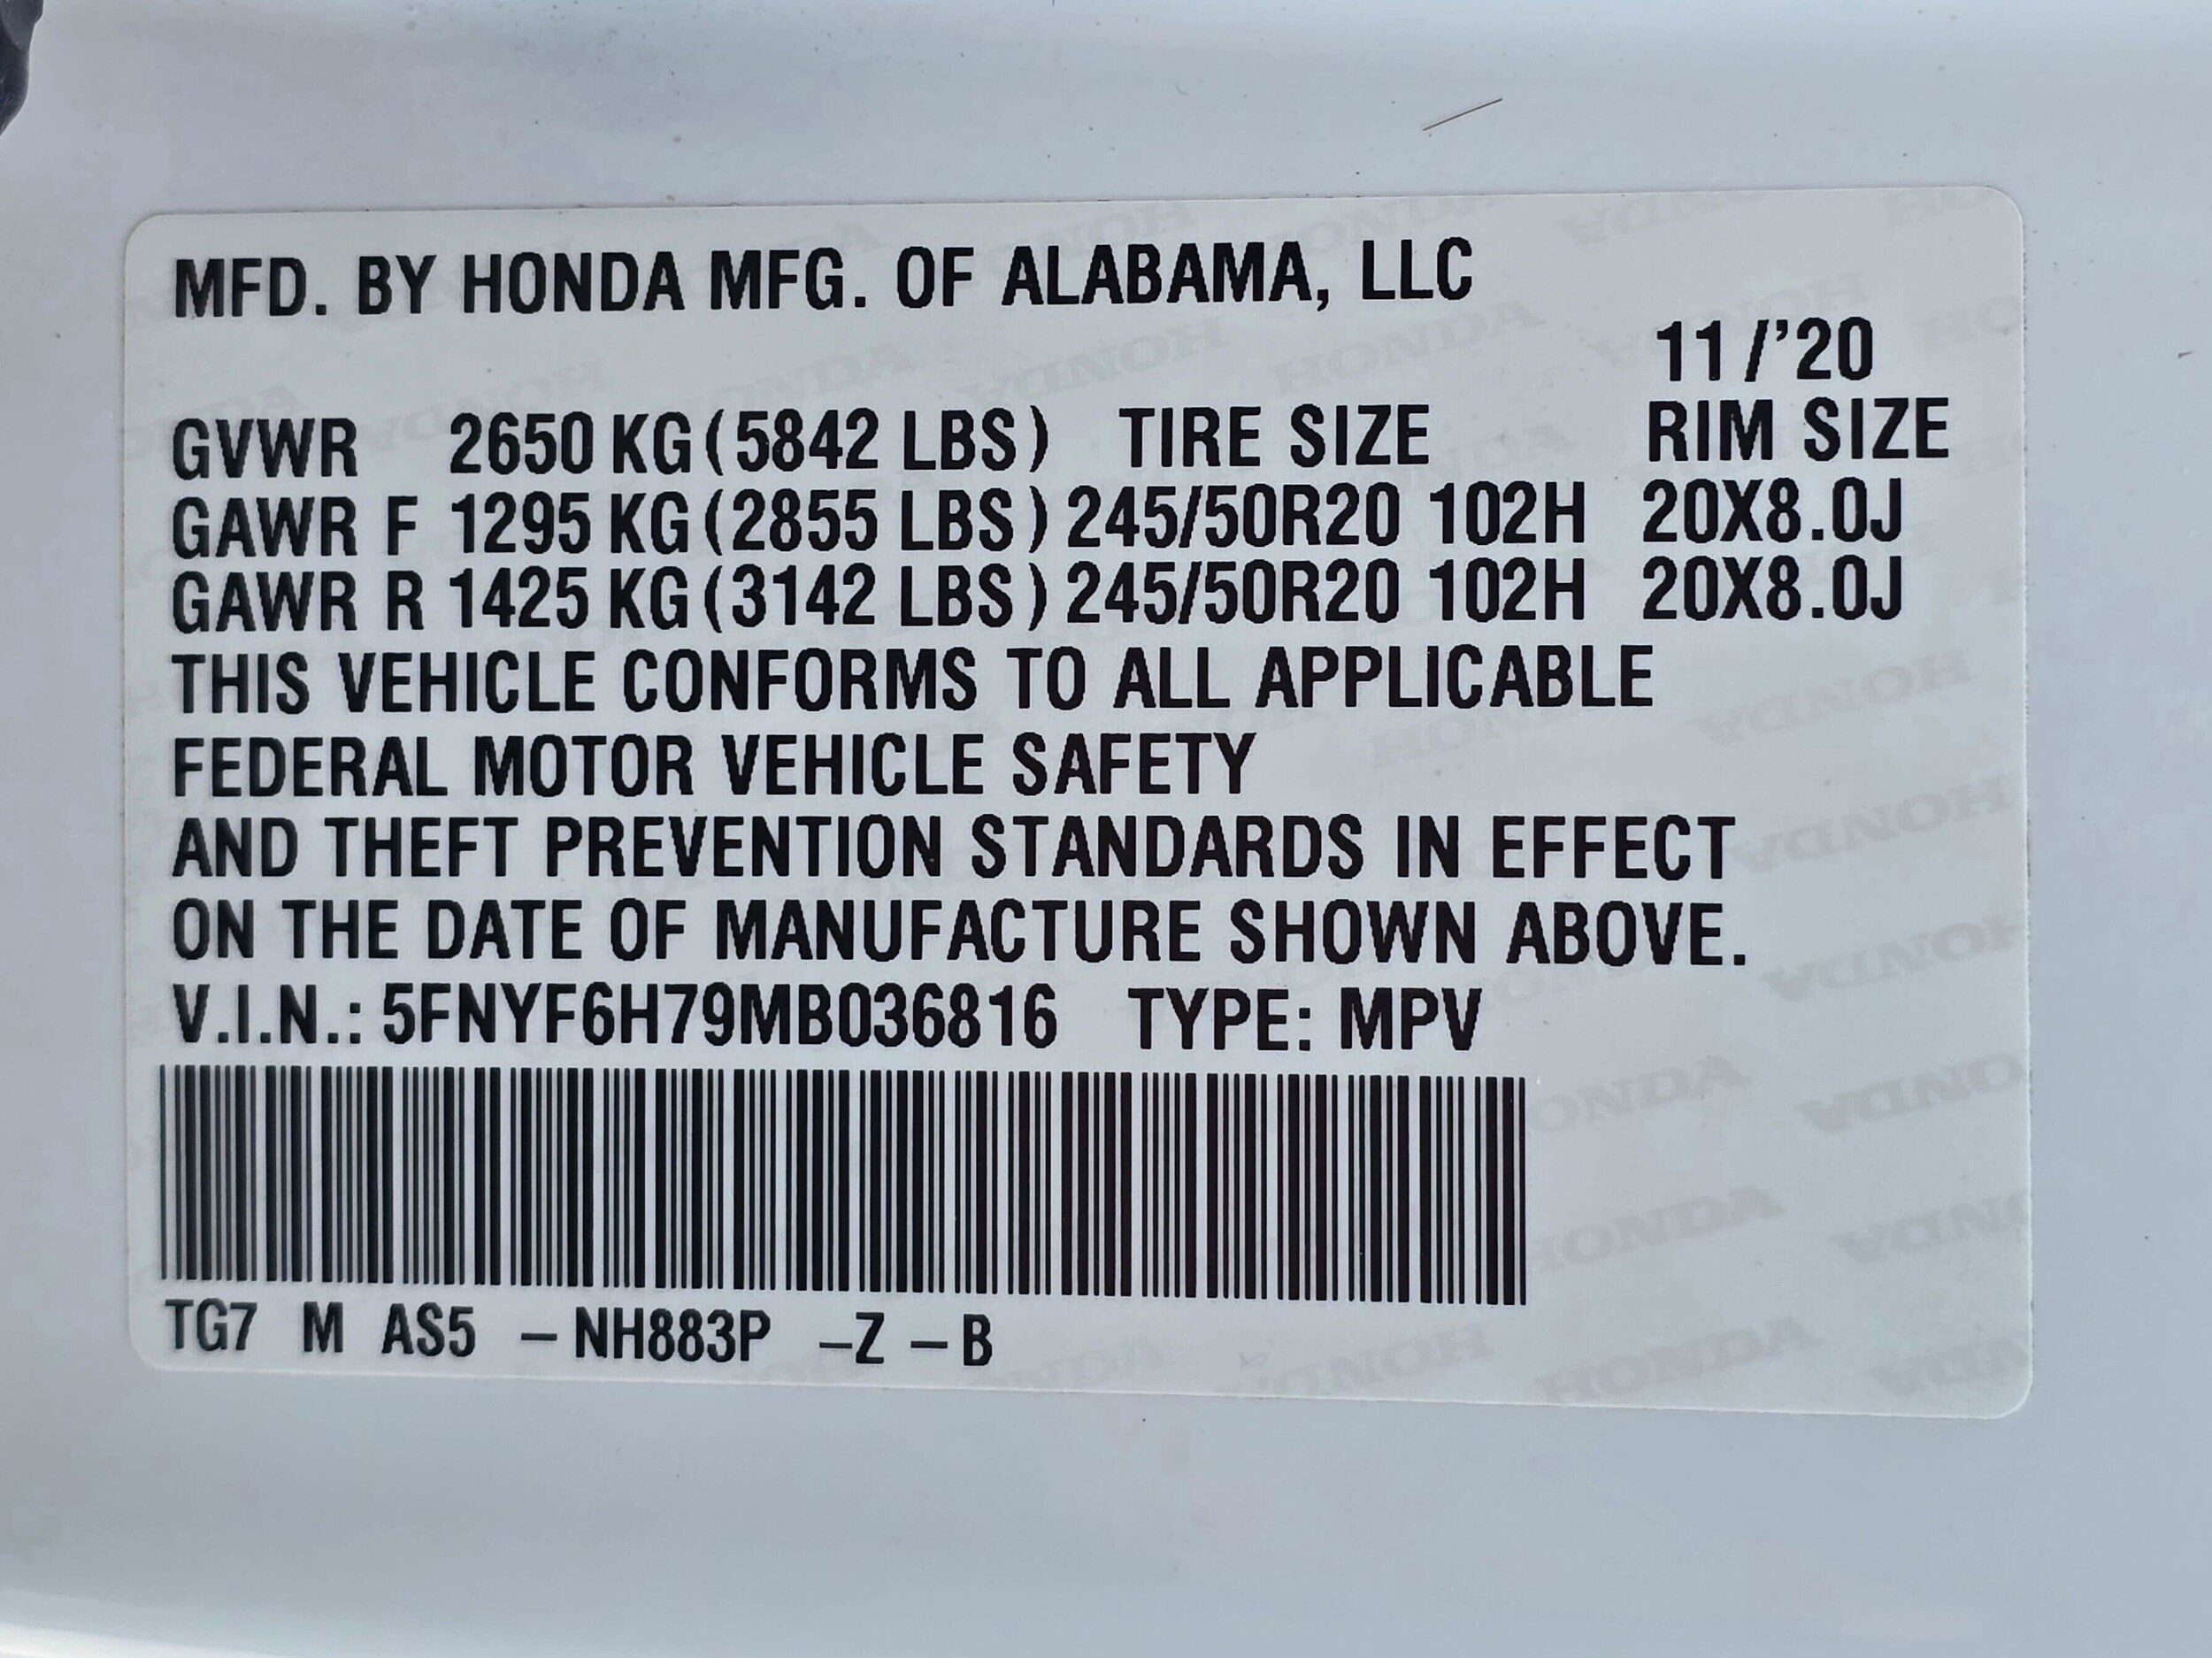 MFD. BY HONDA MFG. OF ALABAMA, LLC
11/'20
GVWR 2650 KG (5842 LBS) TIRE SIZE RIM SIZE
GAWR F 1295 KG (2855 LBS) 245/50R20 102H 20X8.0J
GAWR R 1425 KG (3142 LBS) 245/50R20 102H 20X8.0J
THIS VEHICLE CONFORMS TO ALL APPLICABLE
FEDERAL MOTOR VEHICLE SAFETY
AND THEFT PREVENTION STANDARDS IN EFFECT
ON THE DATE OF MANUFACTURE SHOWN ABOVE.
V.I.N.: 5FNYF6H79MB036816 TYPE: MPV
TG7 M AS5 – NH883P –Z – B